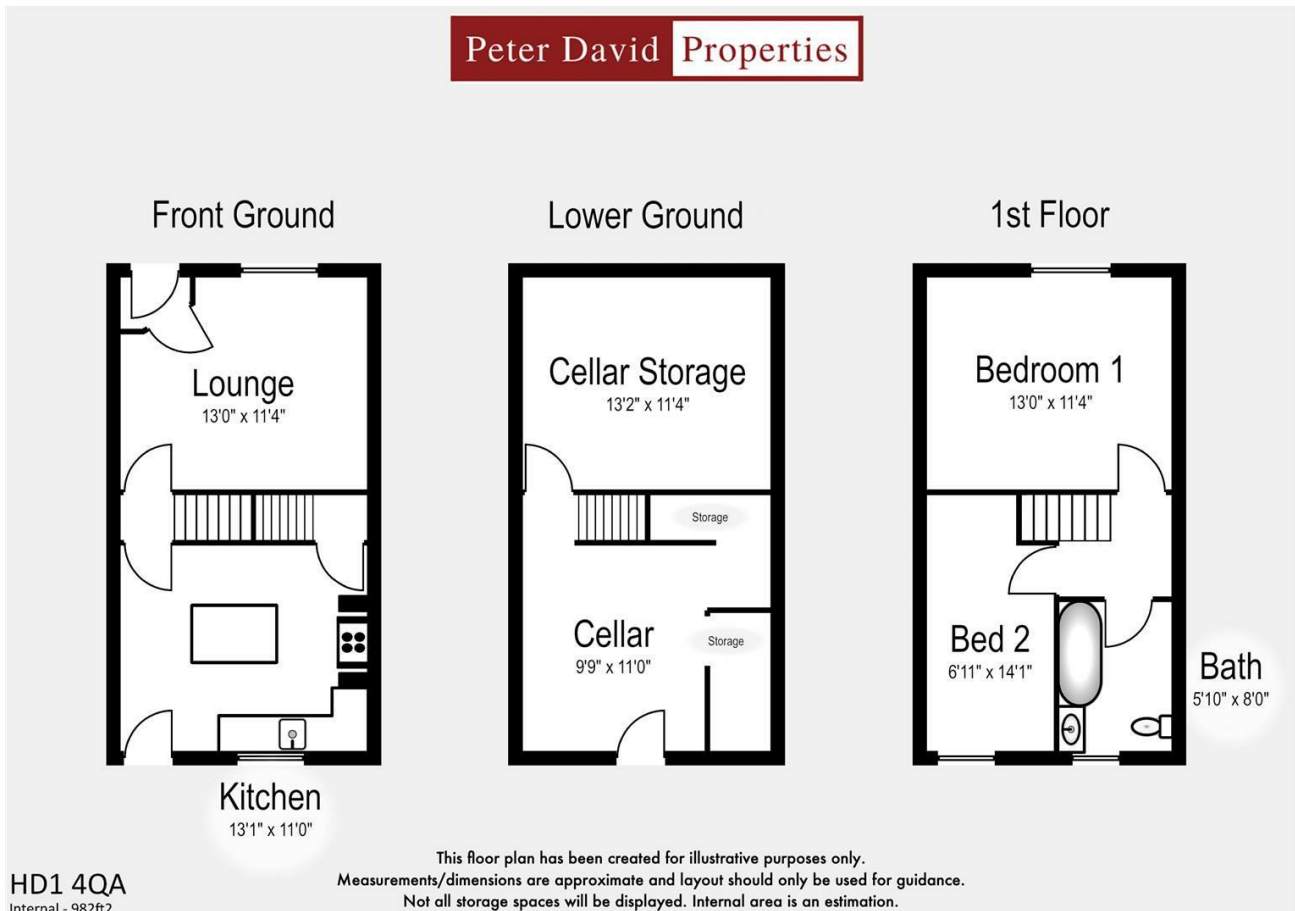 Peter David Properties
Front Ground
Lower Ground
1st Floor
Lounge
13'0" x 11'4"
Cellar Storage
13'2" x 11'4"
Bedroom 1
13'0" x 11'4"
Storage
Cellar
9'9" x 11'0"
Storage
Bed 2
6'11" x 14'1"
Bath
5'10" x 8'0"
Kitchen
13'1" x 11'0"
This floor plan has been created for illustrative purposes only.
Measurements/dimensions are approximate and layout should only be used for guidance.
Not all storage spaces will be displayed. Internal area is an estimation.
HD1 4QA
Internal - 982ft2